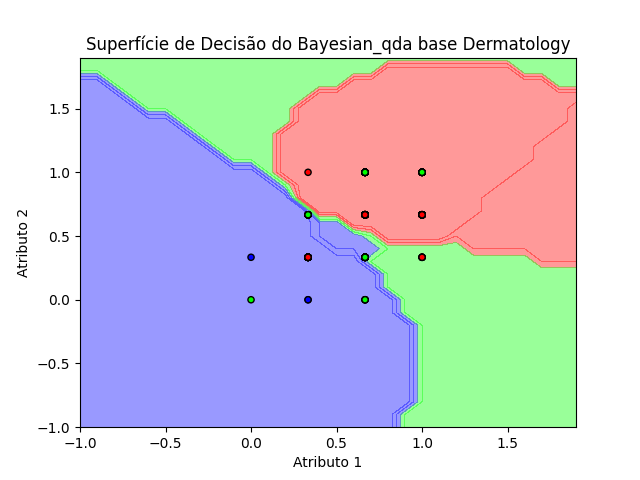 Superfície de Decisão do Bayesian_qda base Dermatology
Atributo 2
1.5
1.0
0.5
0.0
−0.5
−1.0
−1.0 −0.5 0.0 0.5 1.0 1.5
Atributo 1